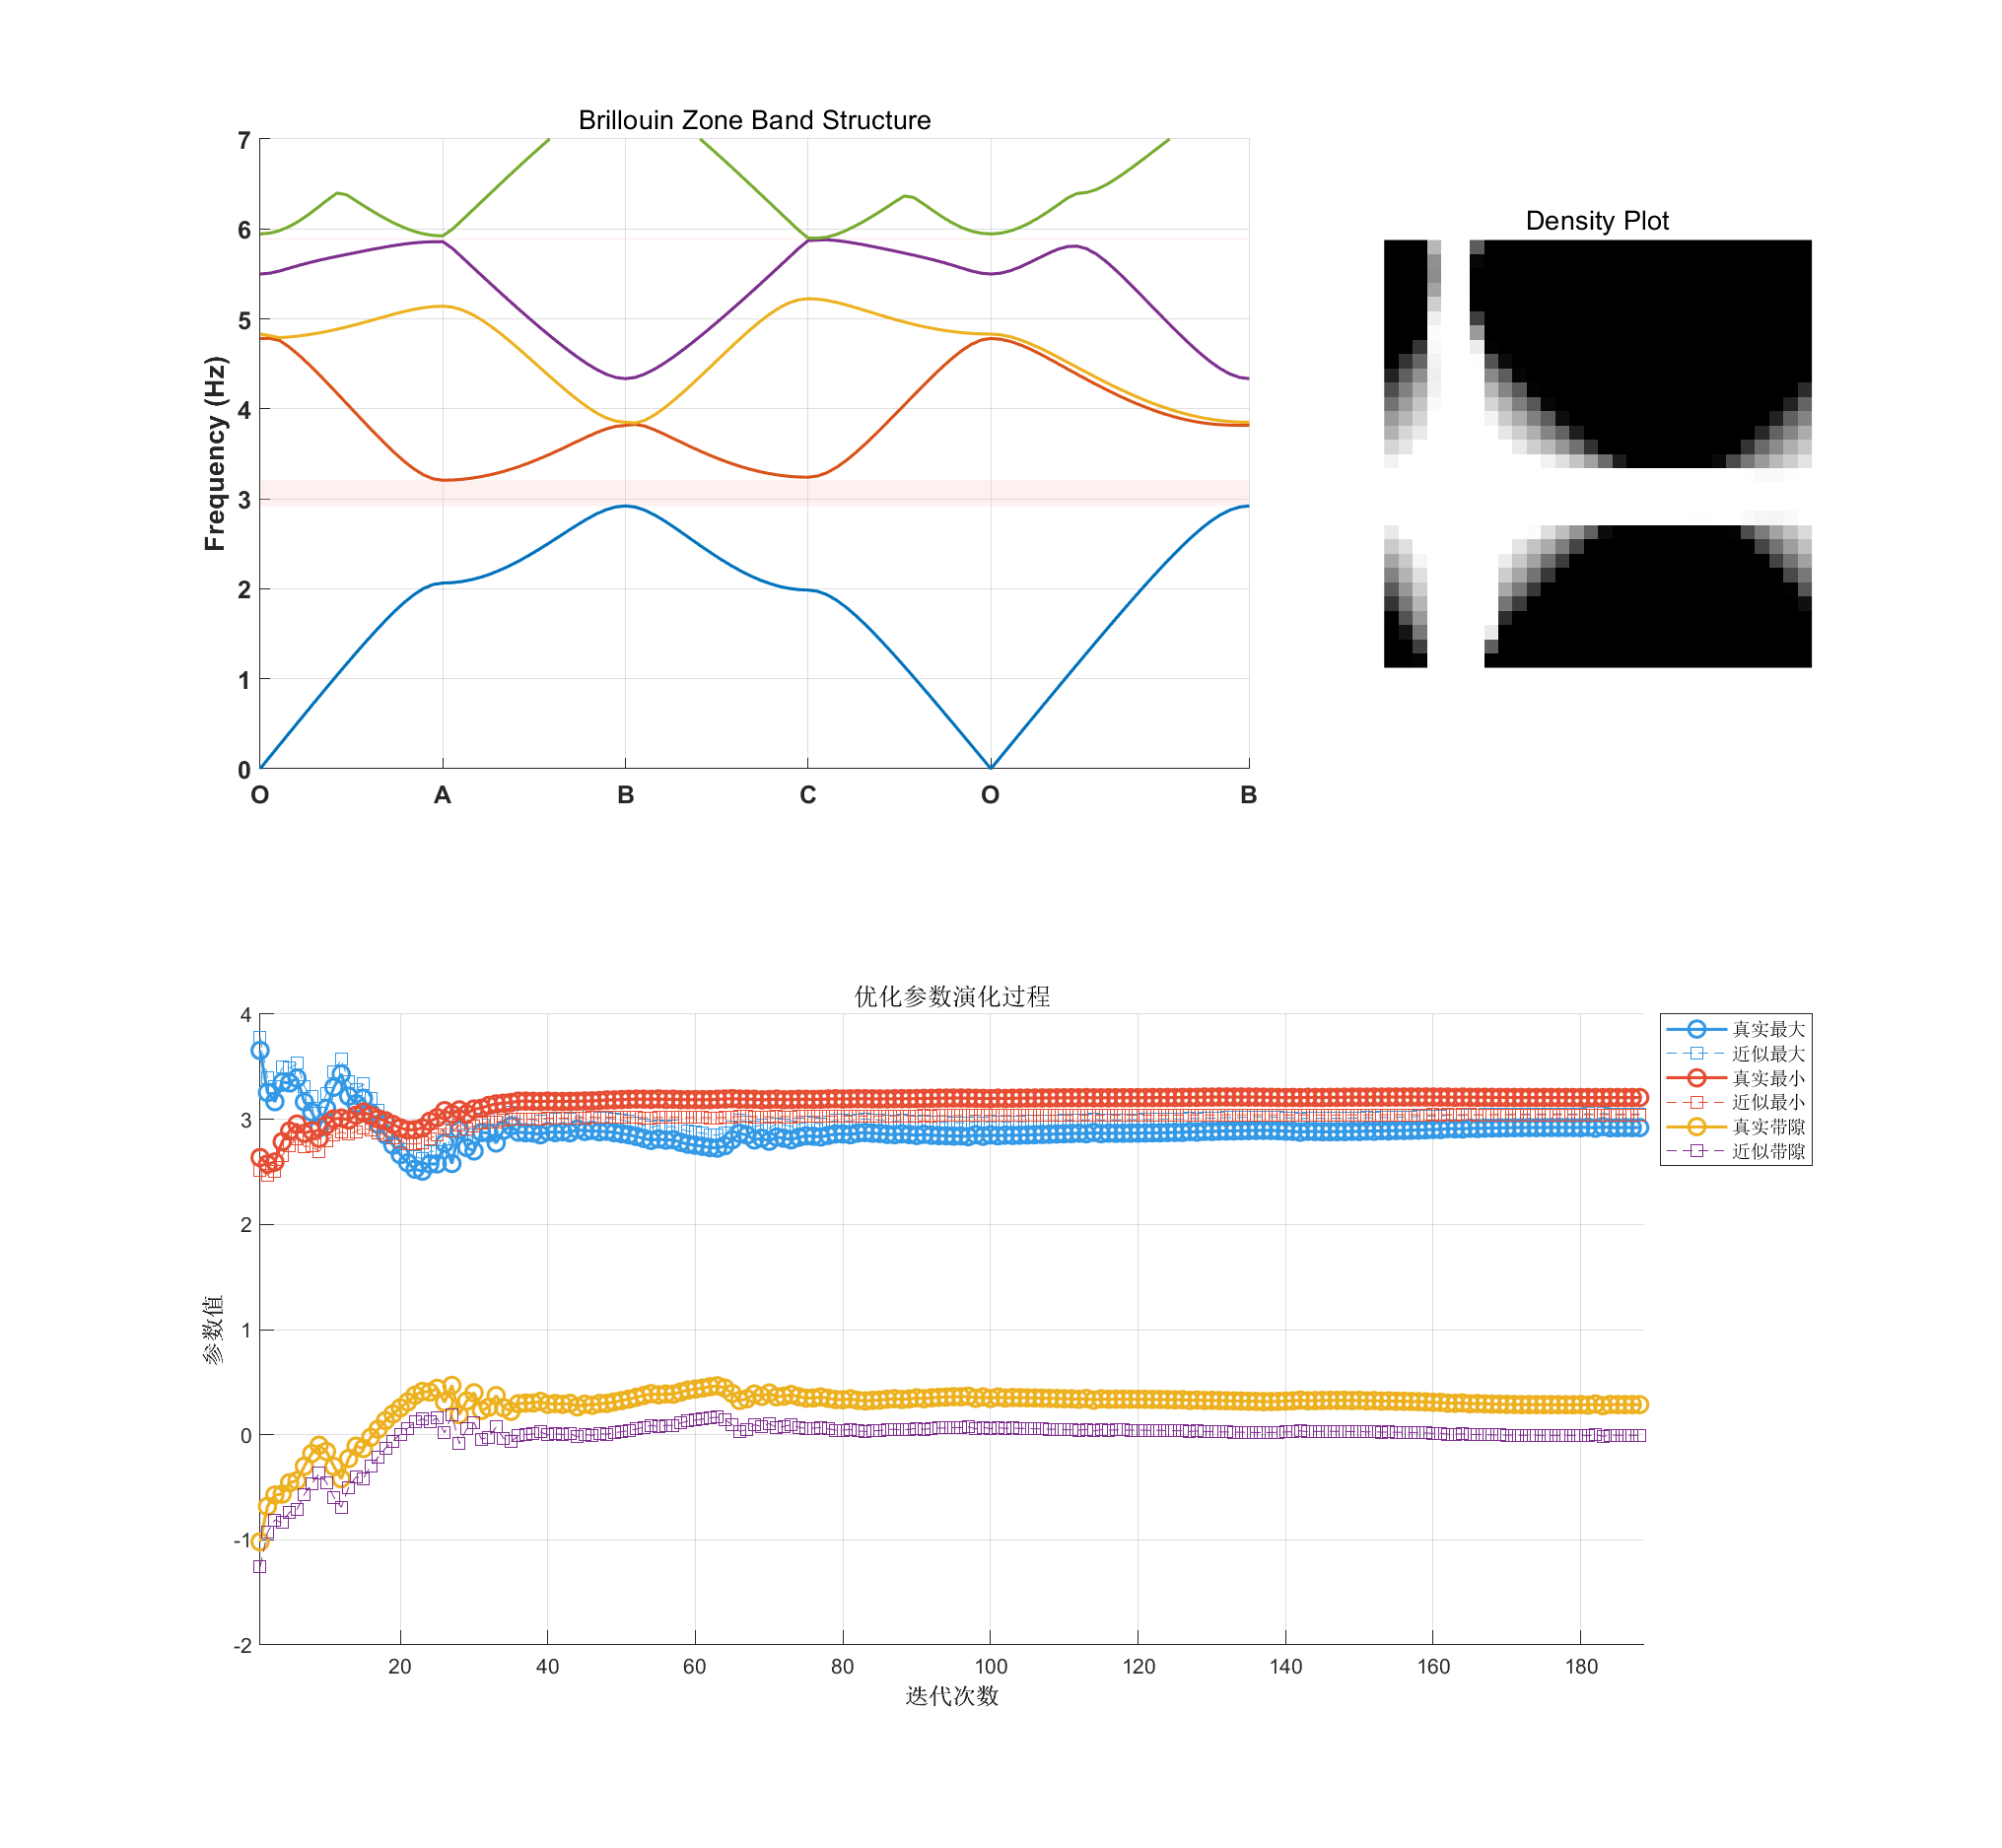 Brillouin Zone Band Structure
Frequency (Hz)
7
6
5
4
3
2
1
0
O A B C O B
Density Plot
优化参数演化过程
参数值
4
3
2
1
0
-1
-2
20 40 60 80 100 120 140 160 180
迭代次数
真实最大
近似最大
真实最小
近似最小
真实带隙
近似带隙